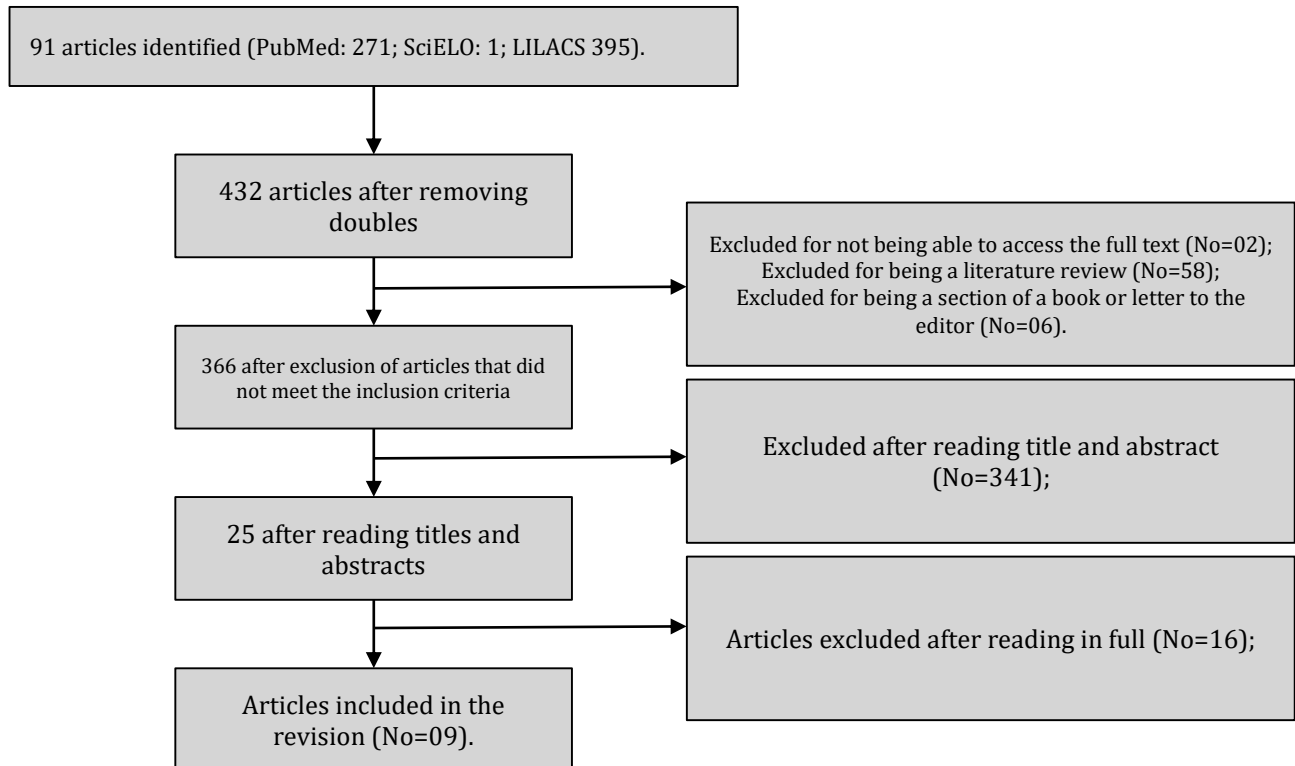 91 articles identified (PubMed: 271; SciELO: 1; LILACS 395).
432 articles after removing
doubles
Excluded for not being able to access the full text (No=02);
Excluded for being a literature review (No=58);
Excluded for being a section of a book or letter to the
editor (No=06).
366 after exclusion of articles that did
not meet the inclusion criteria
Excluded after reading title and abstract
(No=341);
25 after reading titles and
abstracts
Articles excluded after reading in full (No=16);
Articles included in the
revision (No=09).